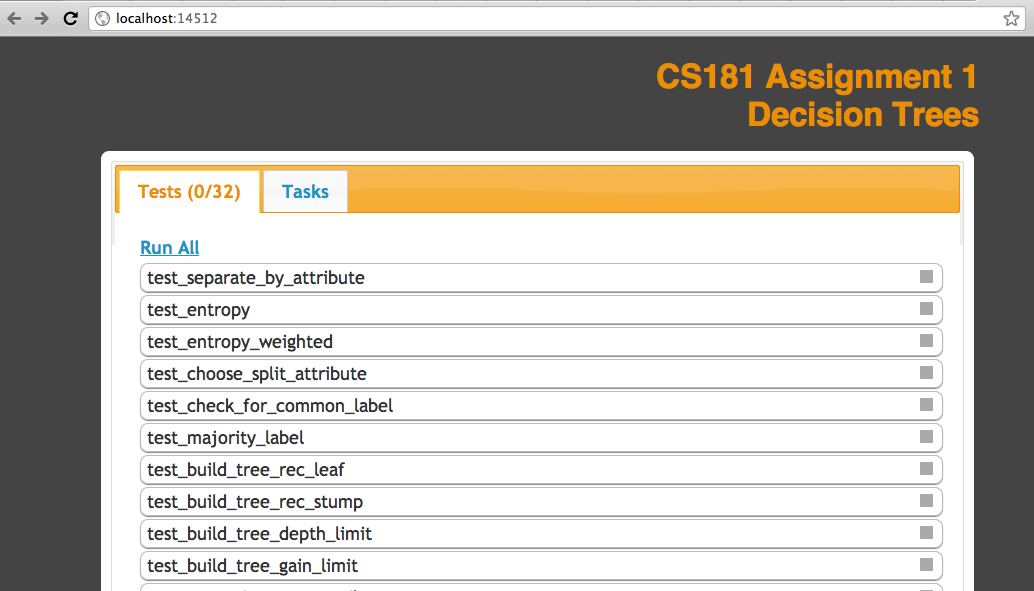 localhost:14512
CS181 Assignment 1
Decision Trees
Tests (0/32)
Tasks
Run All
test_separate_by_attribute
test_entropy
test_entropy_weighted
test_choose_split_attribute
test_check_for_common_label
test_majority_label
test_build_tree_rec_leaf
test_build_tree_rec_stump
test_build_tree_depth_limit
test_build_tree_gain_limit